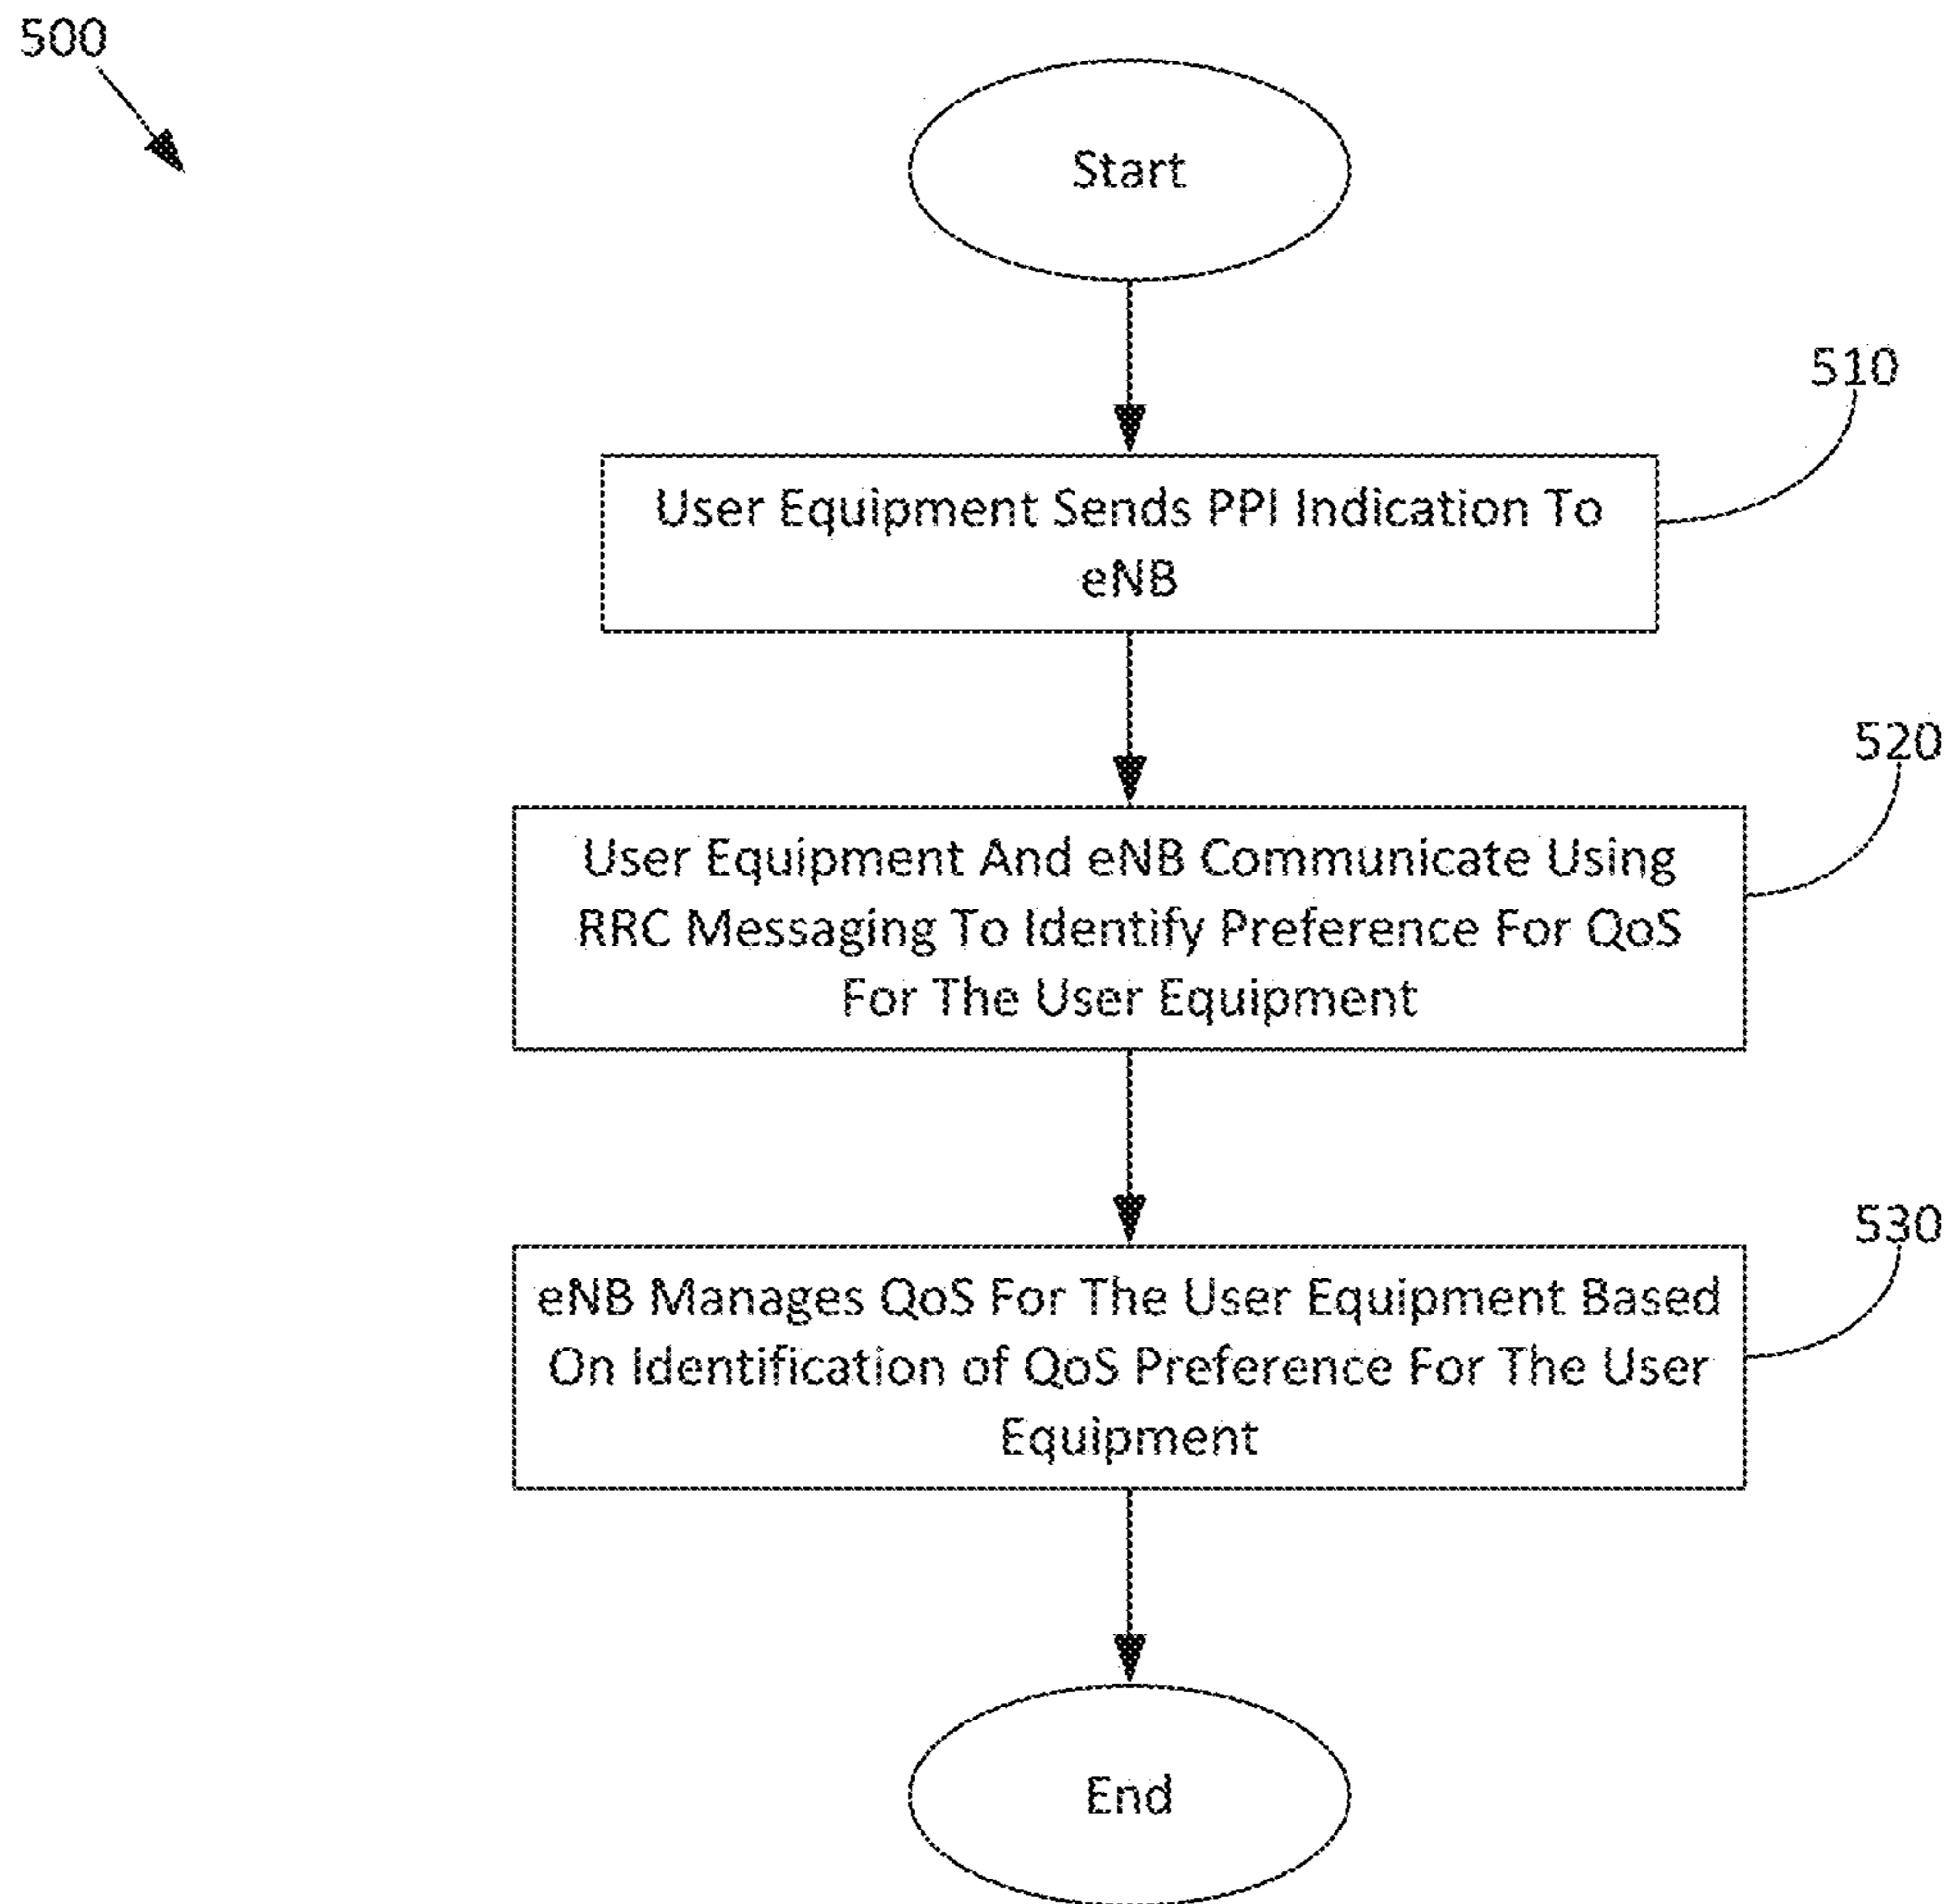 500
Start
510
User Equipment Sends PPI Indication To
eNB
520
User Equipment And eNB Communicate Using
RRC Messaging To Identify Preference For QoS
For The User Equipment
530
eNB Manages QoS For The User Equipment Based
On Identification of QoS Preference For The User
Equipment
End